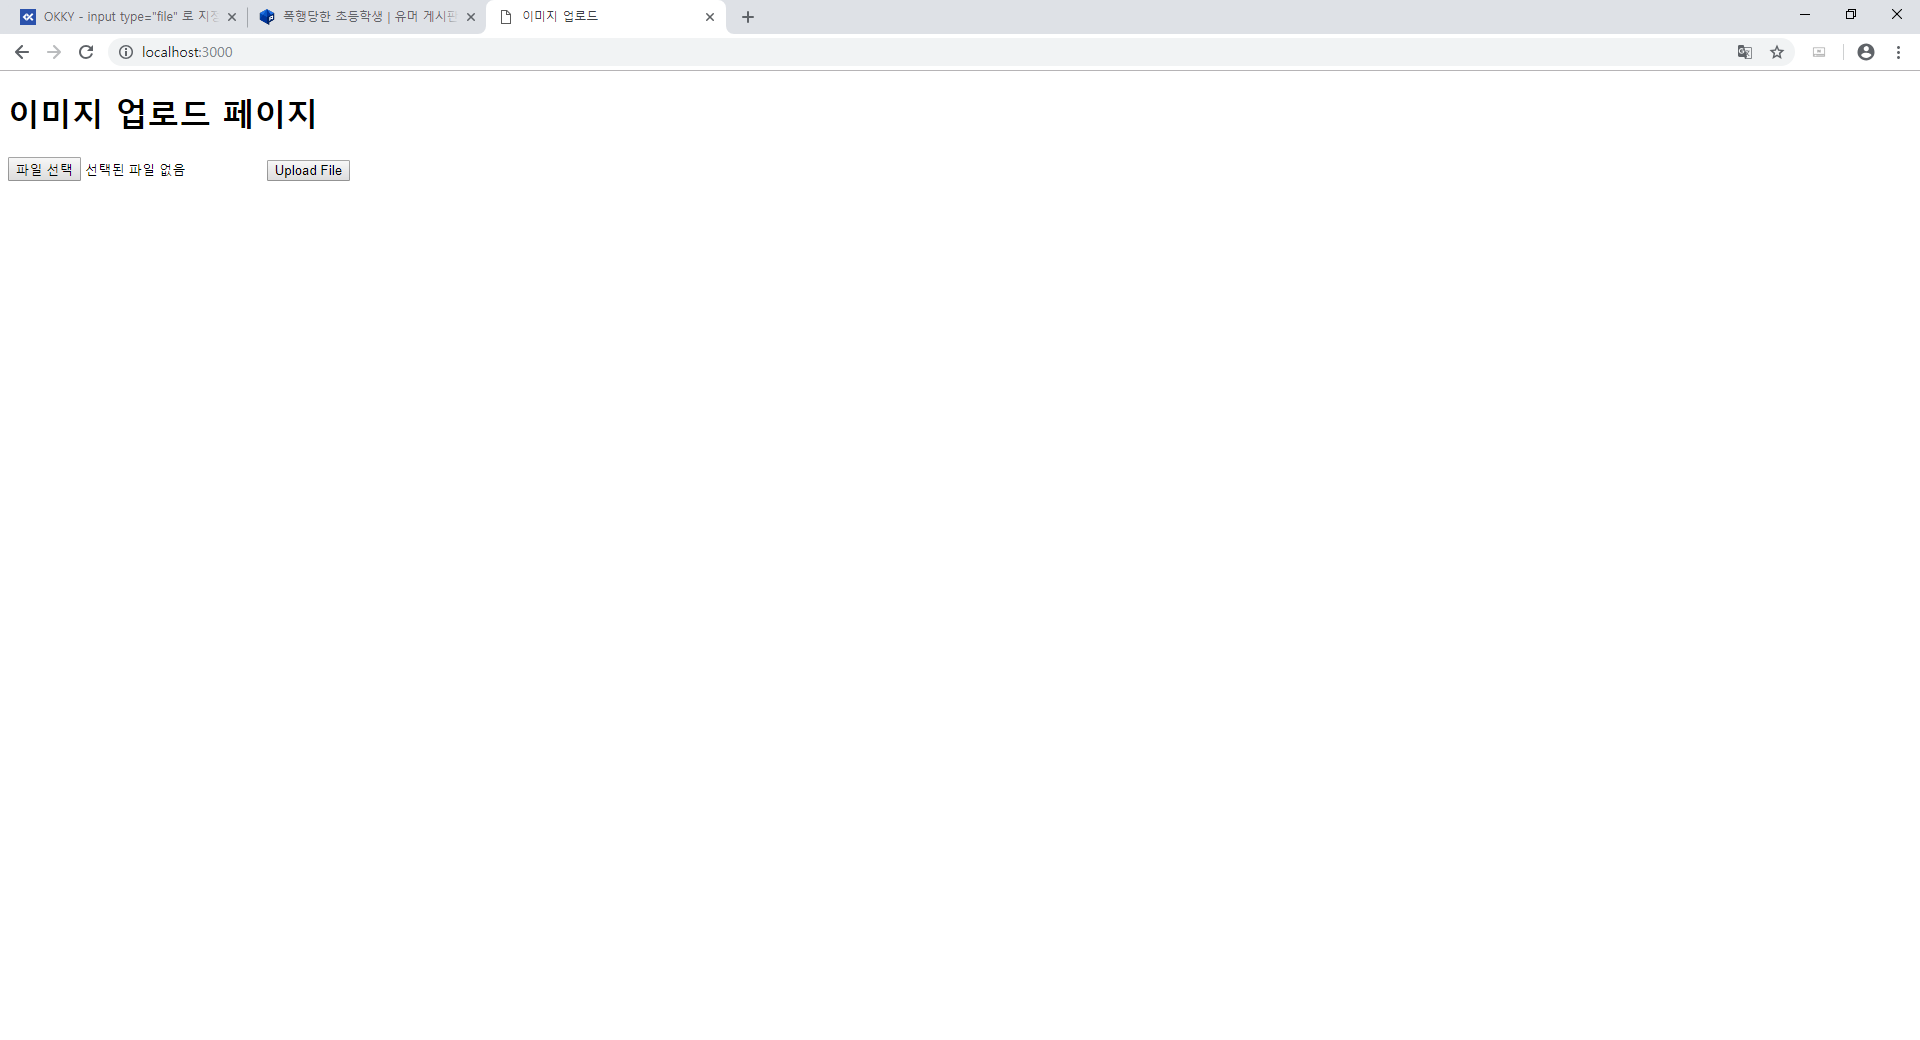 OKKY - input type="file" 로 지정
폭행당한 초등학생 | 유머 게시판
이미지 업로드
localhost:3000
이미지 업로드 페이지
파일 선택 선택된 파일 없음 Upload File